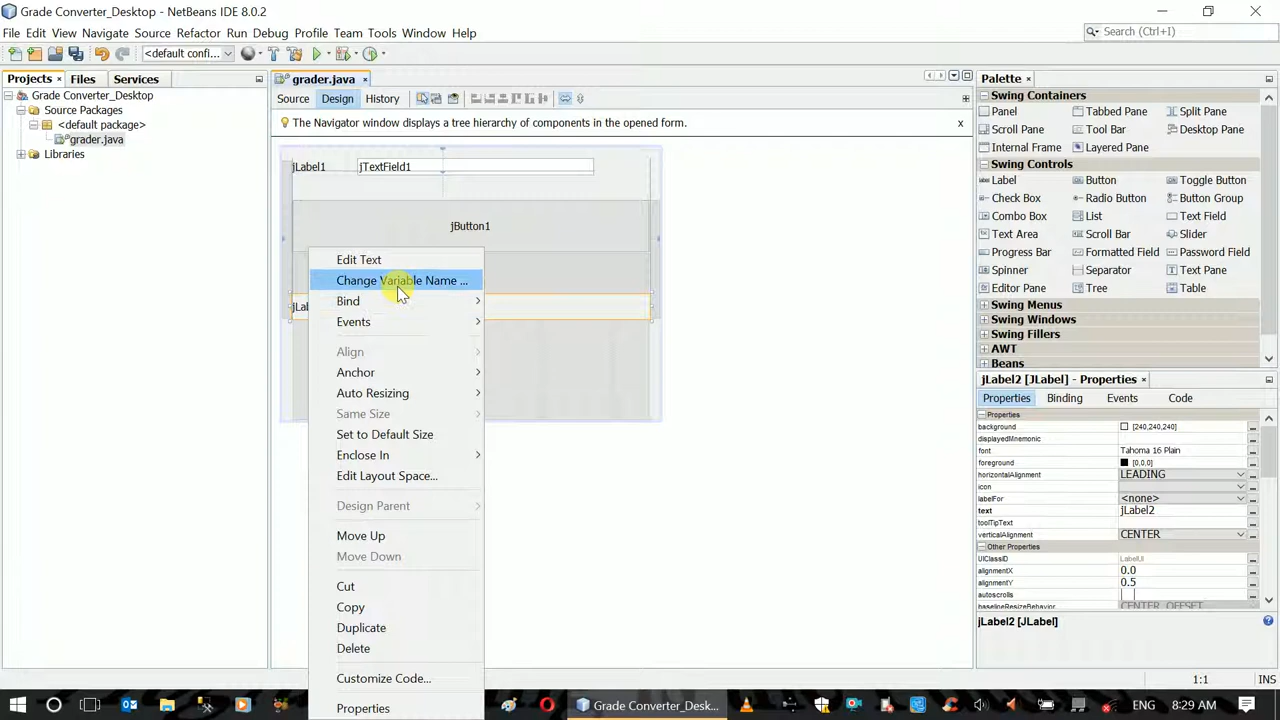 Grade Converter_Desktop - NetBeans IDE 8.0.2
File Edit View Navigate Source Refactor Run Debug Profile Team Tools Window Help
Search (Ctrl+I)
<default confi...
Projects Files Services
grader.java
Palette
Grade Converter_Desktop
Source Packages
<default package>
grader.java
Libraries
Source Design History
The Navigator window displays a tree hierarchy of components in the opened form.
jLabel1 jTextField1
jButton1
jLa
Edit Text
Change Variable Name ...
Bind
Events
Align
Anchor
Auto Resizing
Same Size
Set to Default Size
Enclose In
Edit Layout Space...
Design Parent
Move Up
Move Down
Cut
Copy
Duplicate
Delete
Customize Code...
Properties
Swing Containers
Panel Tabbed Pane Split Pane
Scroll Pane Tool Bar Desktop Pane
Internal Frame Layered Pane
Swing Controls
Label Button Toggle Button
Check Box Radio Button Button Group
Combo Box List Text Field
Text Area Scroll Bar Slider
Progress Bar Formatted Field Password Field
Spinner Separator Text Pane
Editor Pane Tree Table
Swing Menus
Swing Windows
Swing Fillers
AWT
Beans
jLabel2 [JLabel] - Properties
Properties Binding Events Code
Properties
background [240,240,240]
displayedMnemonic
font Tahoma 16 Plain
foreground [0,0,0]
horizontalAlignment LEADING
icon
labelFor <none>
text jLabel2
toolTipText
verticalAlignment CENTER
Other Properties
UIClassID LabelUI
alignmentX 0.0
alignmentY 0.5
autoscrolls
baselineResizeBehavior CENTER_OFFSET
jLabel2 [JLabel]
1:1 INS
Grade Converter_Desk...
ENG 8:29 AM